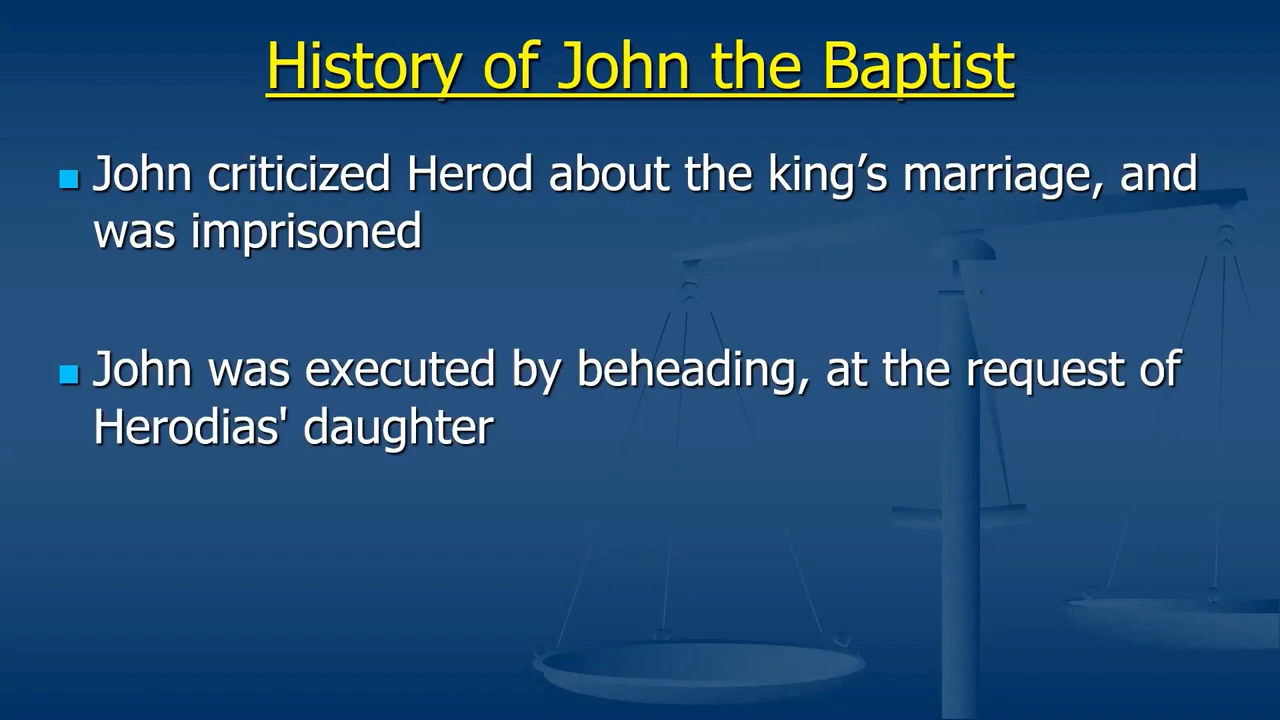 History of John the Baptist
John criticized Herod about the king’s marriage, and
was imprisoned
John was executed by beheading, at the request of
Herodias' daughter